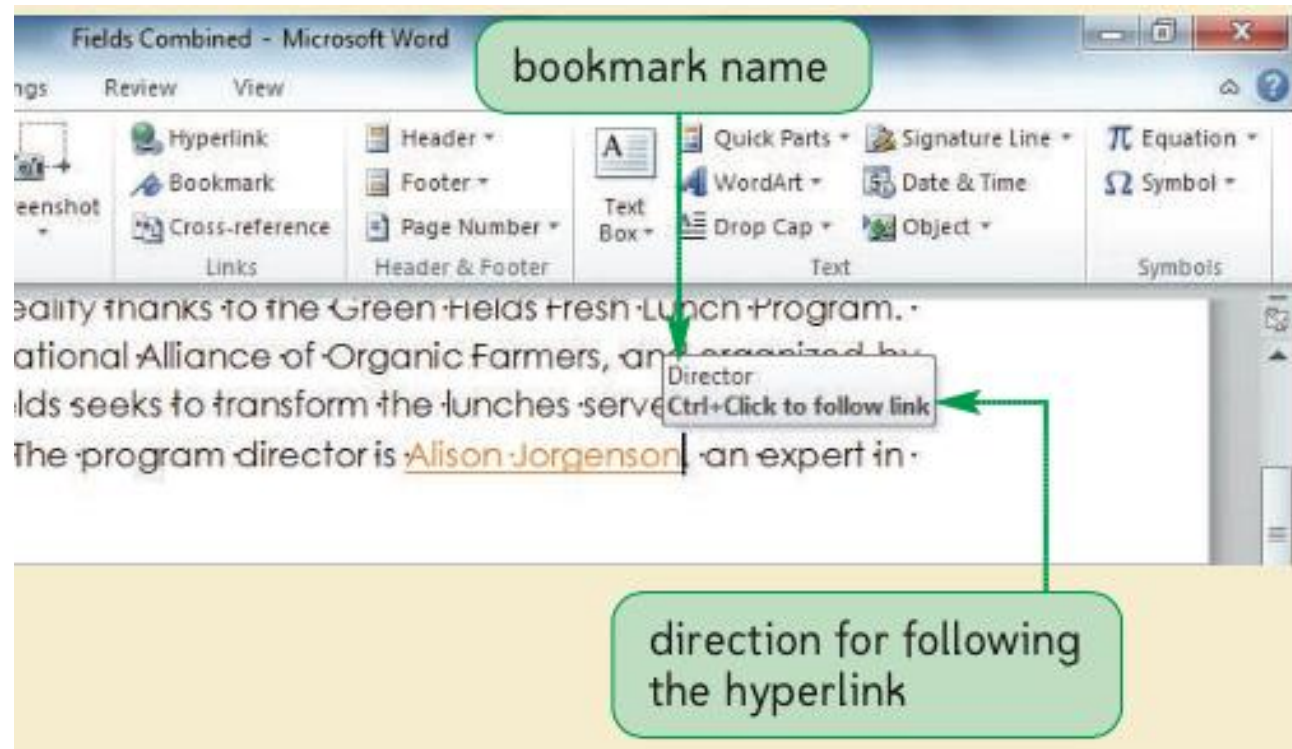 Fields Combined - Microsoft Word
bookmark name
ngs Review View
Hyperlink Header Quick Parts Signature Line π Equation
Bookmark Footer WordArt Date & Time Ω Symbol
eenshot Cross-reference Page Number Text Box Drop Cap Object
Links Header & Footer Text Symbols
eality thanks to the Green Fields Fresh Lunch Program.
ational Alliance of Organic Farmers, and organized by
Director
lds seeks to transform the lunches serve
Ctrl+Click to follow link
The program director is Alison Jorgenson, an expert in
direction for following
the hyperlink